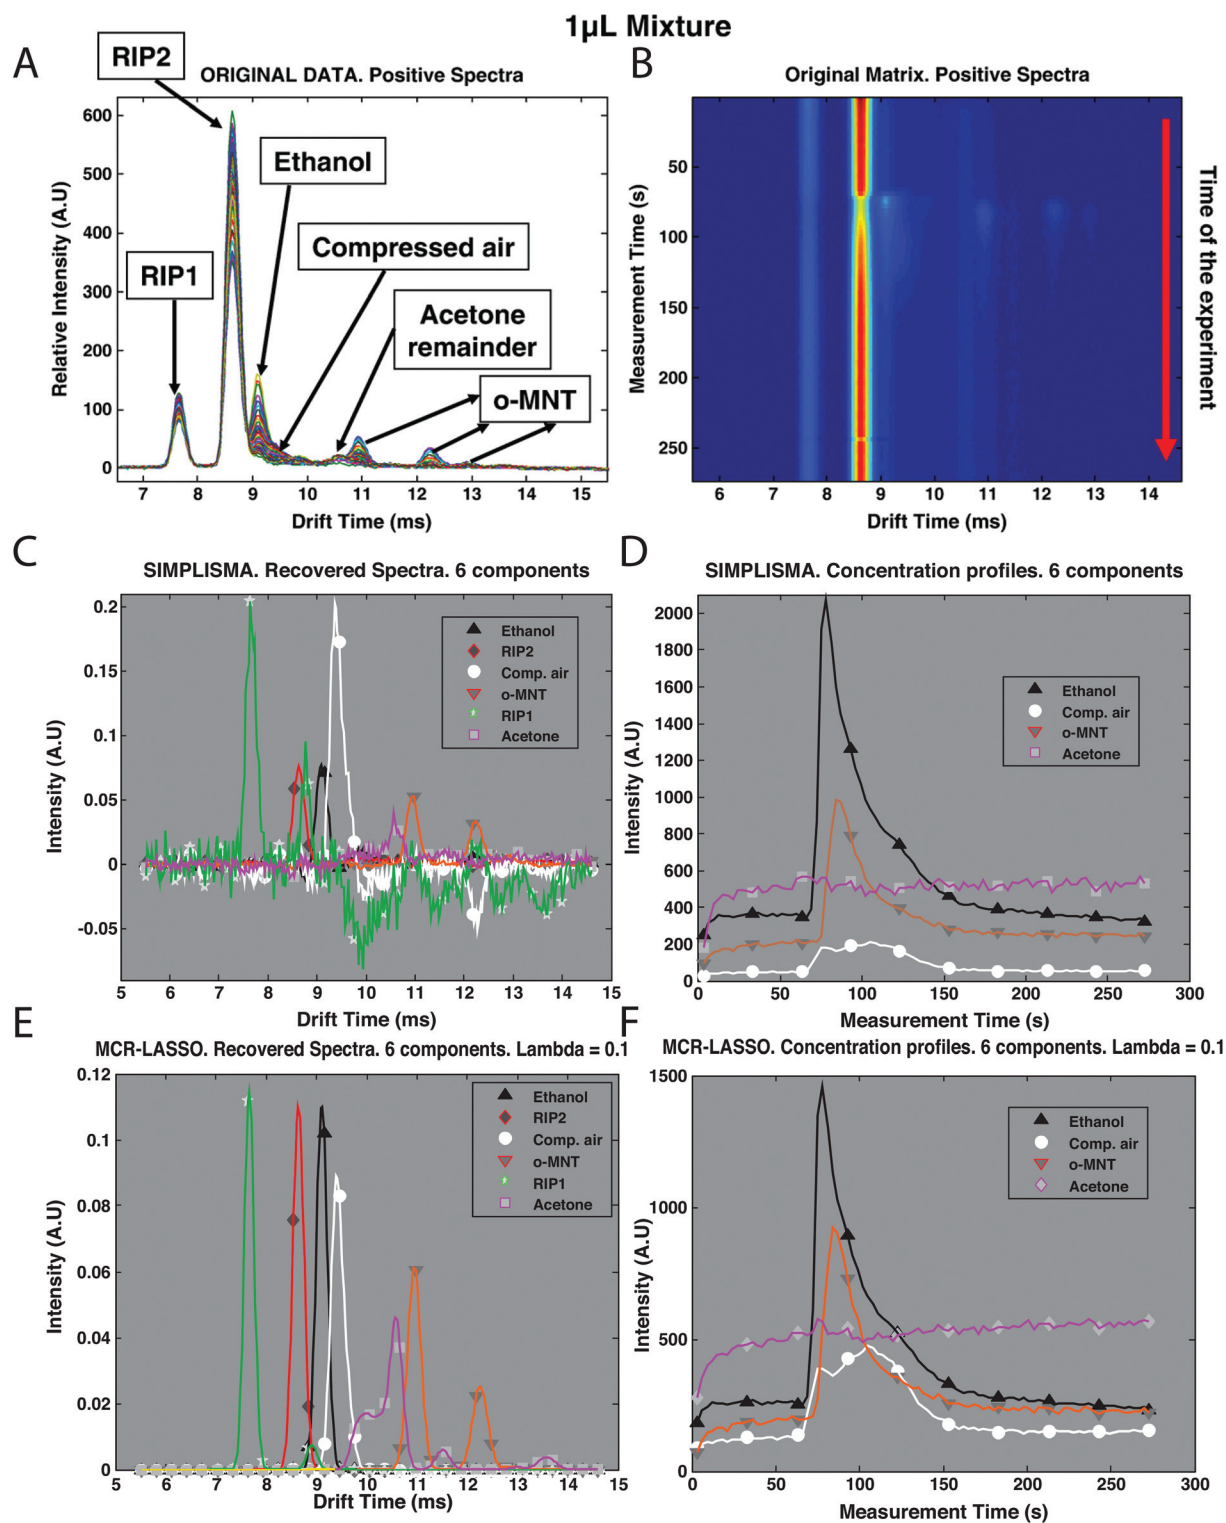 1µL Mixture
A
RIP2
ORIGINAL DATA. Positive Spectra
600
500
400
300
200
100
0
Relative Intensity (A.U)
RIP1
Ethanol
Compressed air
Acetone
remainder
o-MNT
7 8 9 10 11 12 13 14 15
Drift Time (ms)
B
Original Matrix. Positive Spectra
50
100
150
200
250
Measurement Time (s)
Time of the experiment
6 7 8 9 10 11 12 13 14
Drift Time (ms)
C
SIMPLISMA. Recovered Spectra. 6 components
0.2
0.15
0.1
0.05
0
-0.05
Intensity (A.U)
Ethanol
RIP2
Comp. air
o-MNT
RIP1
Acetone
5 6 7 8 9 10 11 12 13 14 15
Drift Time (ms)
D
SIMPLISMA. Concentration profiles. 6 components
2000
1800
1600
1400
1200
1000
800
600
400
200
0
Intensity (A.U)
Ethanol
Comp. air
o-MNT
Acetone
0 50 100 150 200 250 300
Measurement Time (s)
E
MCR-LASSO. Recovered Spectra. 6 components. Lambda = 0.1
0.12
0.1
0.08
0.06
0.04
0.02
0
Intensity (A.U)
Ethanol
RIP2
Comp. air
o-MNT
RIP1
Acetone
5 6 7 8 9 10 11 12 13 14 15
Drift Time (ms)
F
MCR-LASSO. Concentration profiles. 6 components. Lambda = 0.1
1500
1000
500
0
Intensity (A.U)
Ethanol
Comp. air
o-MNT
Acetone
0 50 100 150 200 250 300
Measurement Time (s)